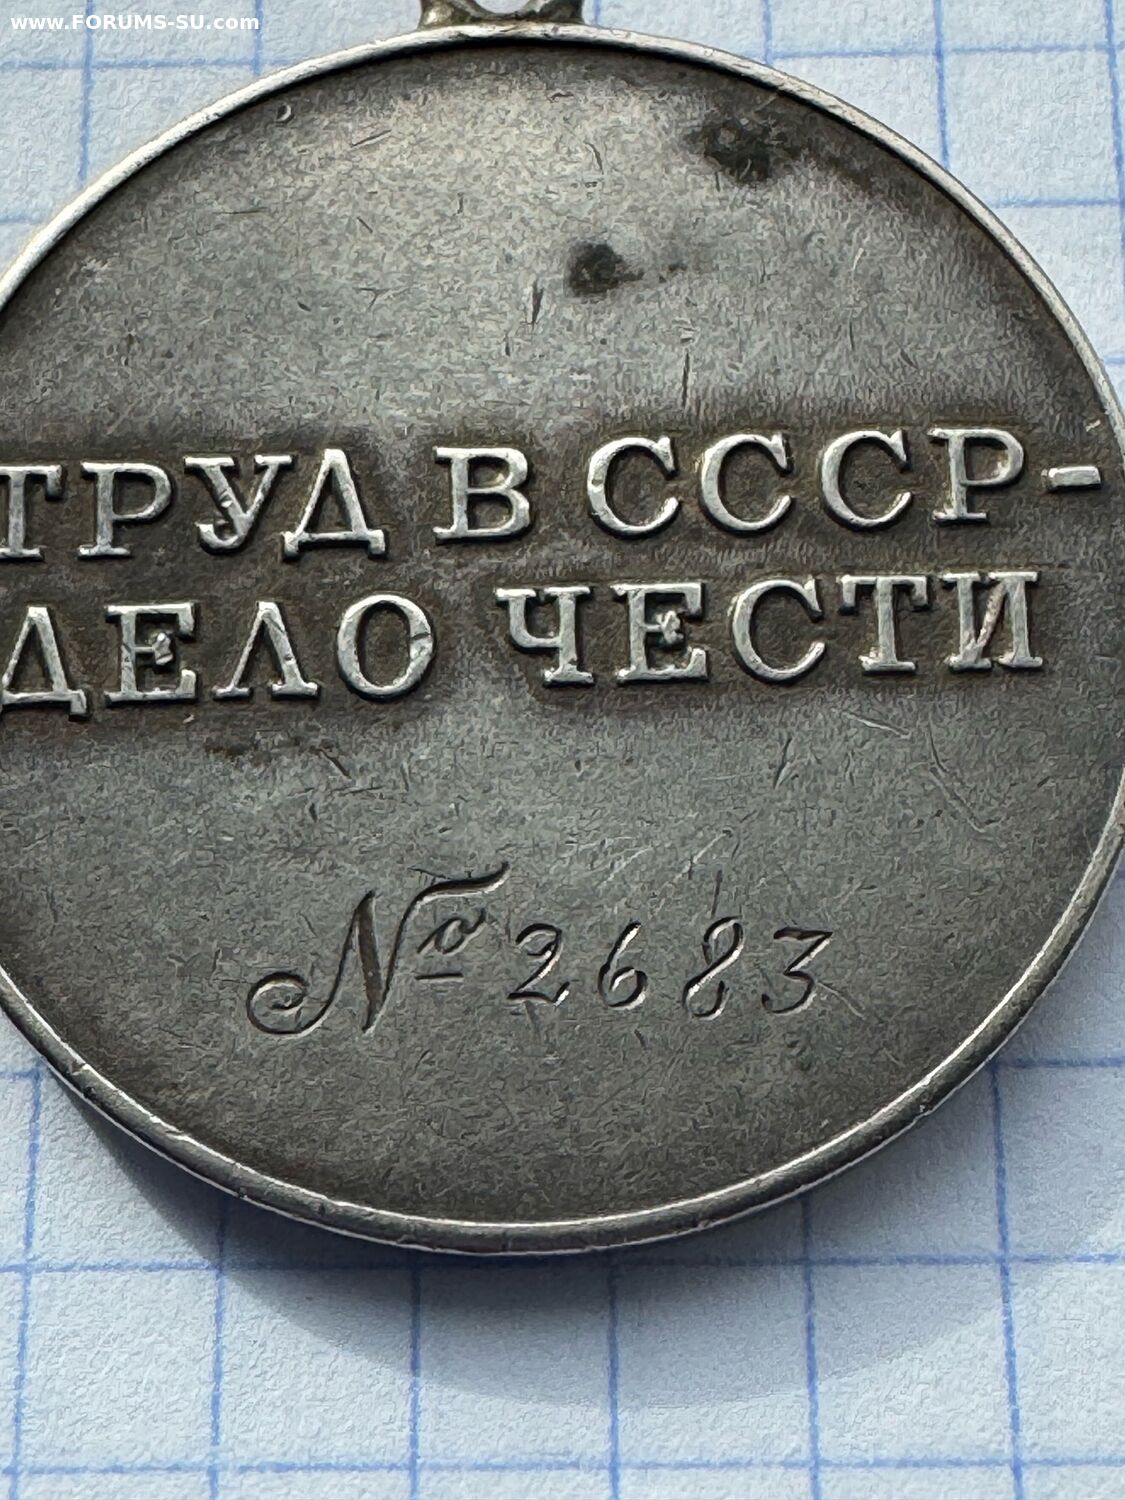 www.FORUMS-SU.com
ТРУД В СССР-
ДЕЛО ЧЕСТИ
№ 2683